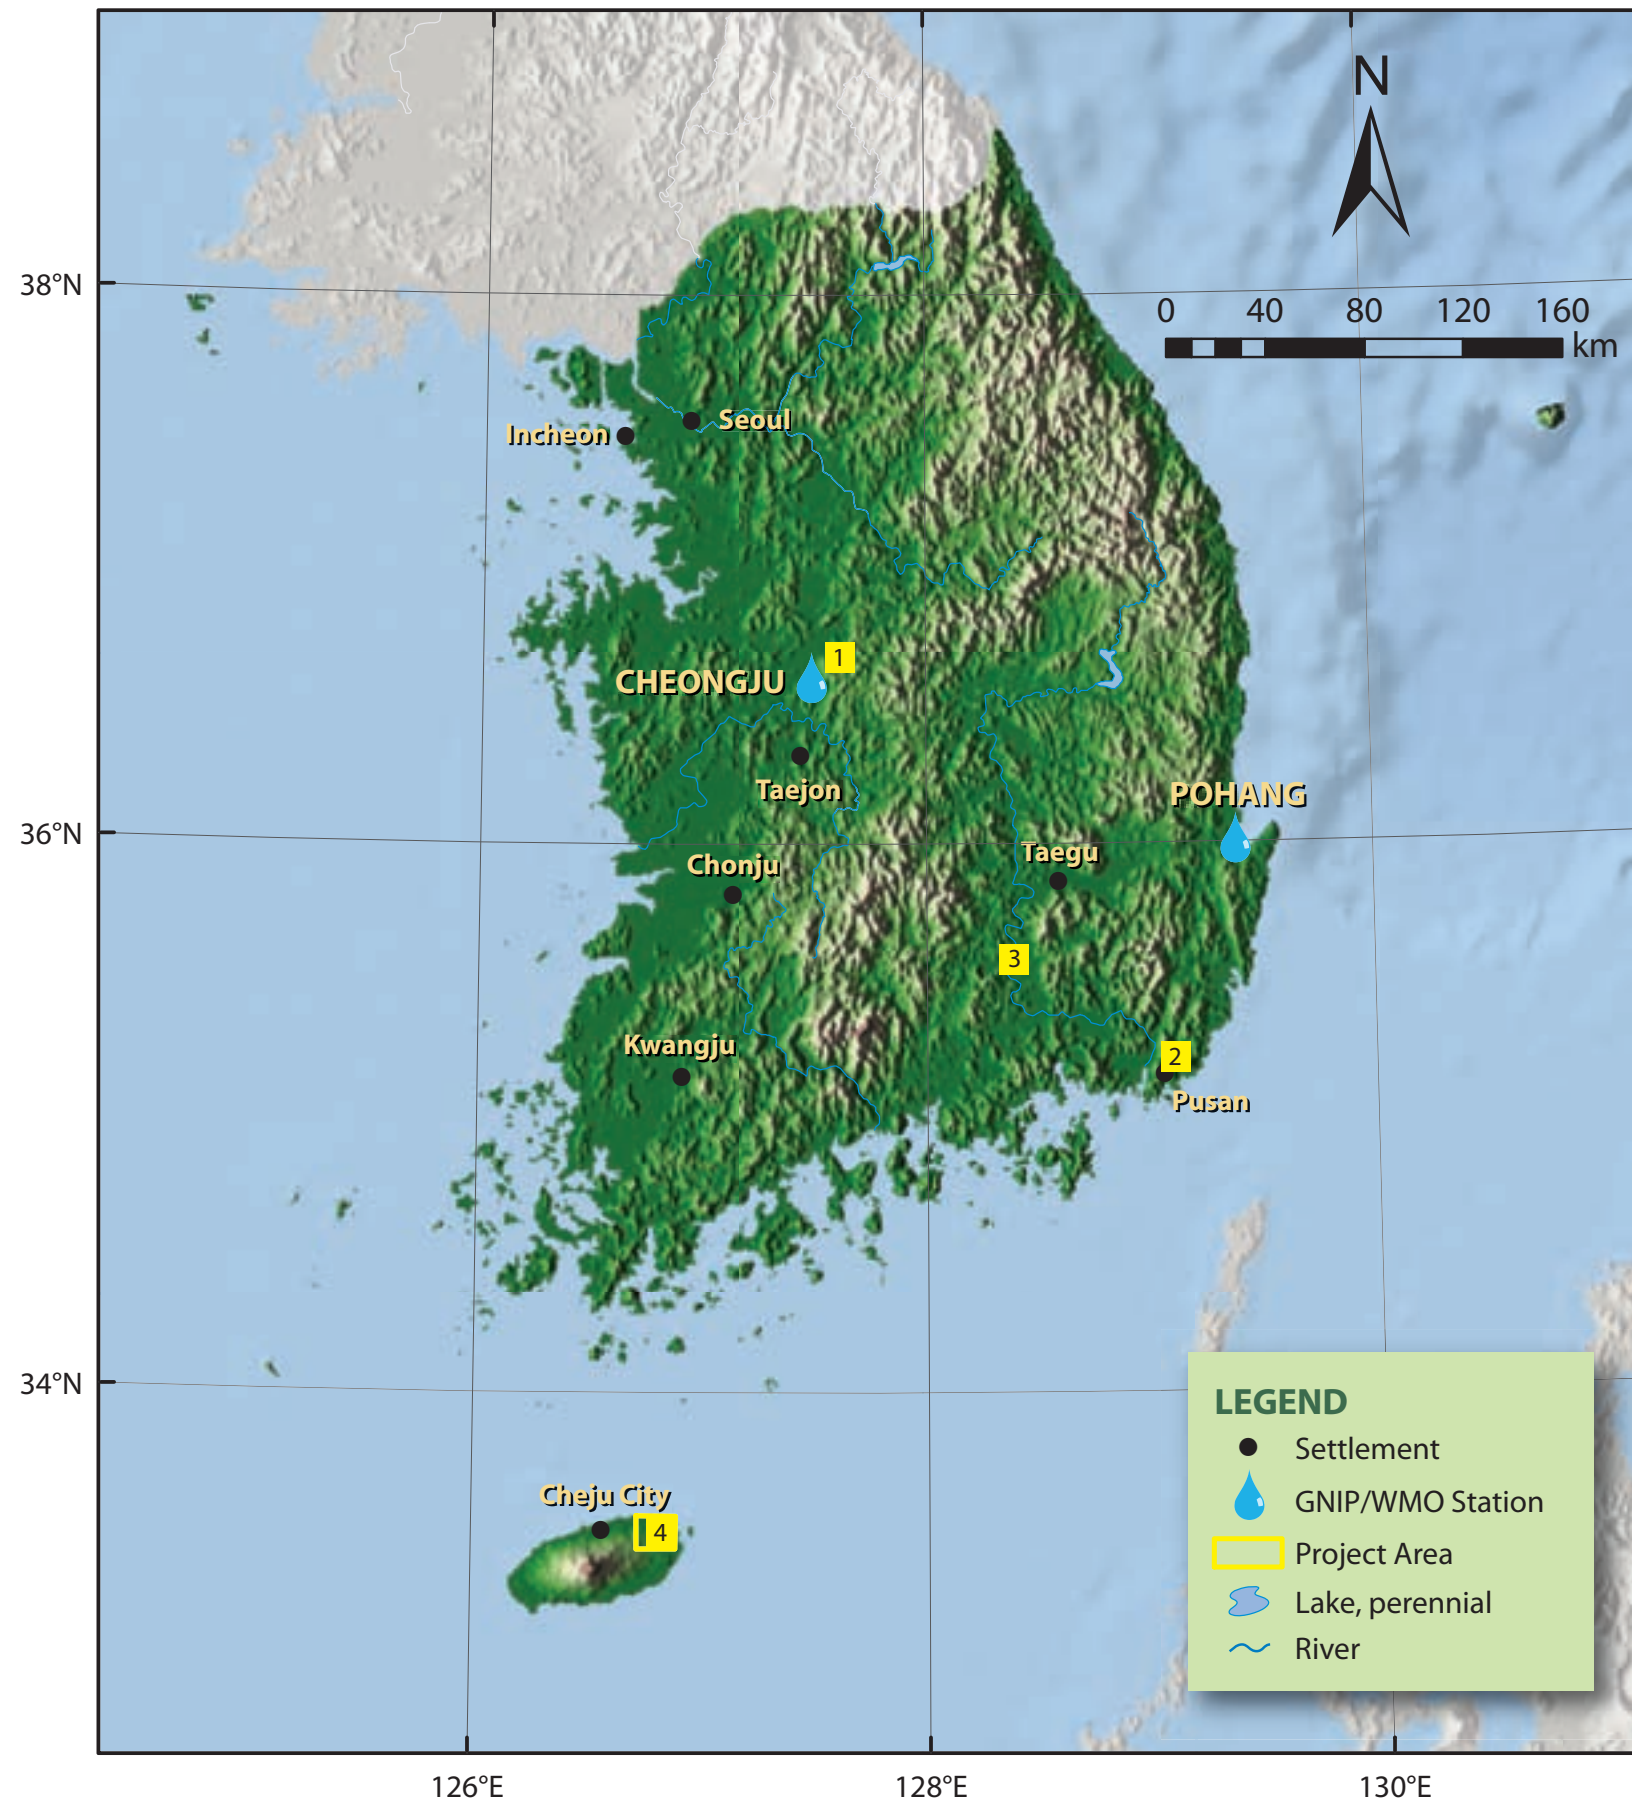 N
38°N
0 40 80 120 160
km
Seoul
Incheon
1
CHEONGJU
Taejon
POHANG
36°N
Taegu
Chonju
3
Kwangju
2
Pusan
34°N
LEGEND
Settlement
GNIP/WMO Station
Project Area
Lake, perennial
River
Cheju City
4
126°E 128°E 130°E